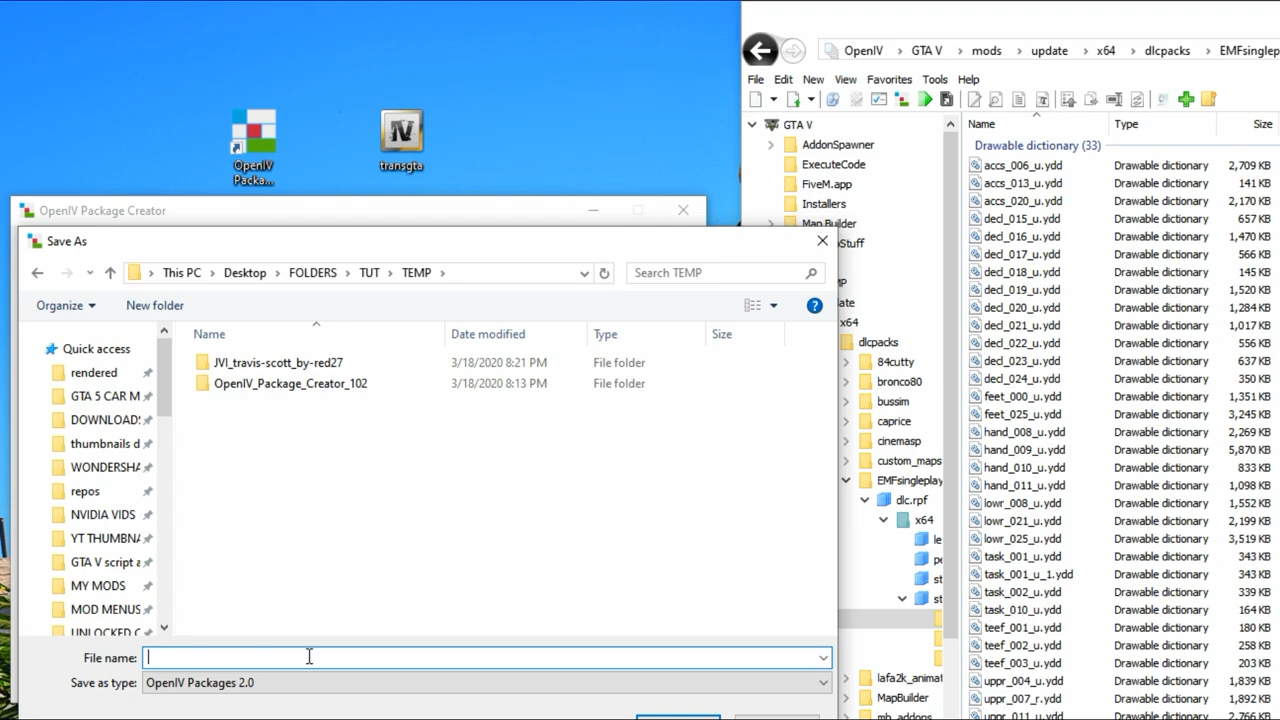 OpenIV
Packa...
transgta
OpenIV Package Creator
Save As
This PC
Desktop
FOLDERS
TUT
TEMP
Search TEMP
Organize
New folder
Name
Date modified
Type
Size
Quick access
rendered
GTA 5 CAR M
DOWNLOAD
thumbnails d
WONDERSHA
repos
NVIDIA VIDS
YT THUMBNA
GTA V script a
MY MODS
MOD MENUS
UNLOCKED C
JVI_travis-scott_by-red27
3/18/2020 8:21 PM
File folder
OpenIV_Package_Creator_102
3/18/2020 8:13 PM
File folder
File name:
Save as type:
OpenIV Packages 2.0
OpenIV
GTA V
mods
update
x64
dlcpacks
EMFsinglep
File
Edit
New
View
Favorites
Tools
Help
GTA V
AddonSpawner
ExecuteCode
FiveM.app
Installers
Map Builder
Stuff
x64
dlcpacks
84cutty
bronco80
bussim
caprice
cinemasp
custom_maps
EMFsingleplay
dlc.rpf
x64
le
pe
st
st
lafa2k_animat
MapBuilder
mb_addons
Name
Type
Size
Drawable dictionary (33)
accs_006_u.ydd Drawable dictionary 2,709 KB
accs_013_u.ydd Drawable dictionary 141 KB
accs_020_u.ydd Drawable dictionary 2,170 KB
decl_015_u.ydd Drawable dictionary 657 KB
decl_016_u.ydd Drawable dictionary 1,470 KB
decl_017_u.ydd Drawable dictionary 566 KB
decl_018_u.ydd Drawable dictionary 145 KB
decl_019_u.ydd Drawable dictionary 1,520 KB
decl_020_u.ydd Drawable dictionary 1,284 KB
decl_021_u.ydd Drawable dictionary 1,017 KB
decl_022_u.ydd Drawable dictionary 573 KB
decl_023_u.ydd Drawable dictionary 637 KB
decl_024_u.ydd Drawable dictionary 350 KB
feet_000_u.ydd Drawable dictionary 1,351 KB
feet_025_u.ydd Drawable dictionary 3,245 KB
hand_008_u.ydd Drawable dictionary 2,269 KB
hand_009_u.ydd Drawable dictionary 5,870 KB
hand_010_u.ydd Drawable dictionary 833 KB
hand_011_u.ydd Drawable dictionary 1,098 KB
lowr_008_u.ydd Drawable dictionary 1,552 KB
lowr_021_u.ydd Drawable dictionary 2,199 KB
lowr_025_u.ydd Drawable dictionary 3,519 KB
task_001_u.ydd Drawable dictionary 343 KB
task_001_u_1.ydd Drawable dictionary 343 KB
task_002_u.ydd Drawable dictionary 339 KB
task_010_u.ydd Drawable dictionary 164 KB
teef_001_u.ydd Drawable dictionary 180 KB
teef_002_u.ydd Drawable dictionary 258 KB
teef_003_u.ydd Drawable dictionary 203 KB
uppr_004_u.ydd Drawable dictionary 1,839 KB
uppr_007_r.ydd Drawable dictionary 1,892 KB
uppr_011_u.ydd Drawable dictionary 2,766 KB